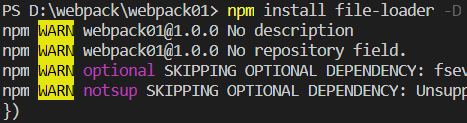 PS D:\webpack\webpack01> npm install file-loader -D
npm WARN webpack01@1.0.0 No description
npm WARN webpack01@1.0.0 No repository field.
npm WARN optional SKIPPING OPTIONAL DEPENDENCY: fsev
npm WARN notsup SKIPPING OPTIONAL DEPENDENCY: Unsupp
})